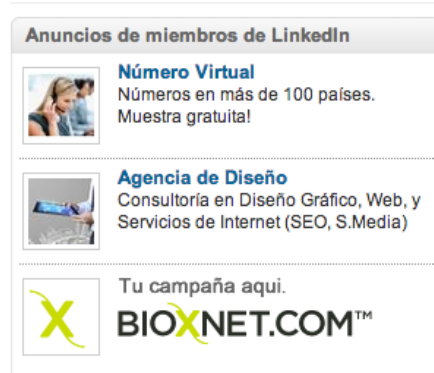 Anuncios de miembros de LinkedIn
Número Virtual
Números en más de 100 países.
Muestra gratuita!
Agencia de Diseño
Consultoría en Diseño Gráfico, Web, y
Servicios de Internet (SEO, S.Media)
Tu campaña aqui.
X
BIOXNET.COM™